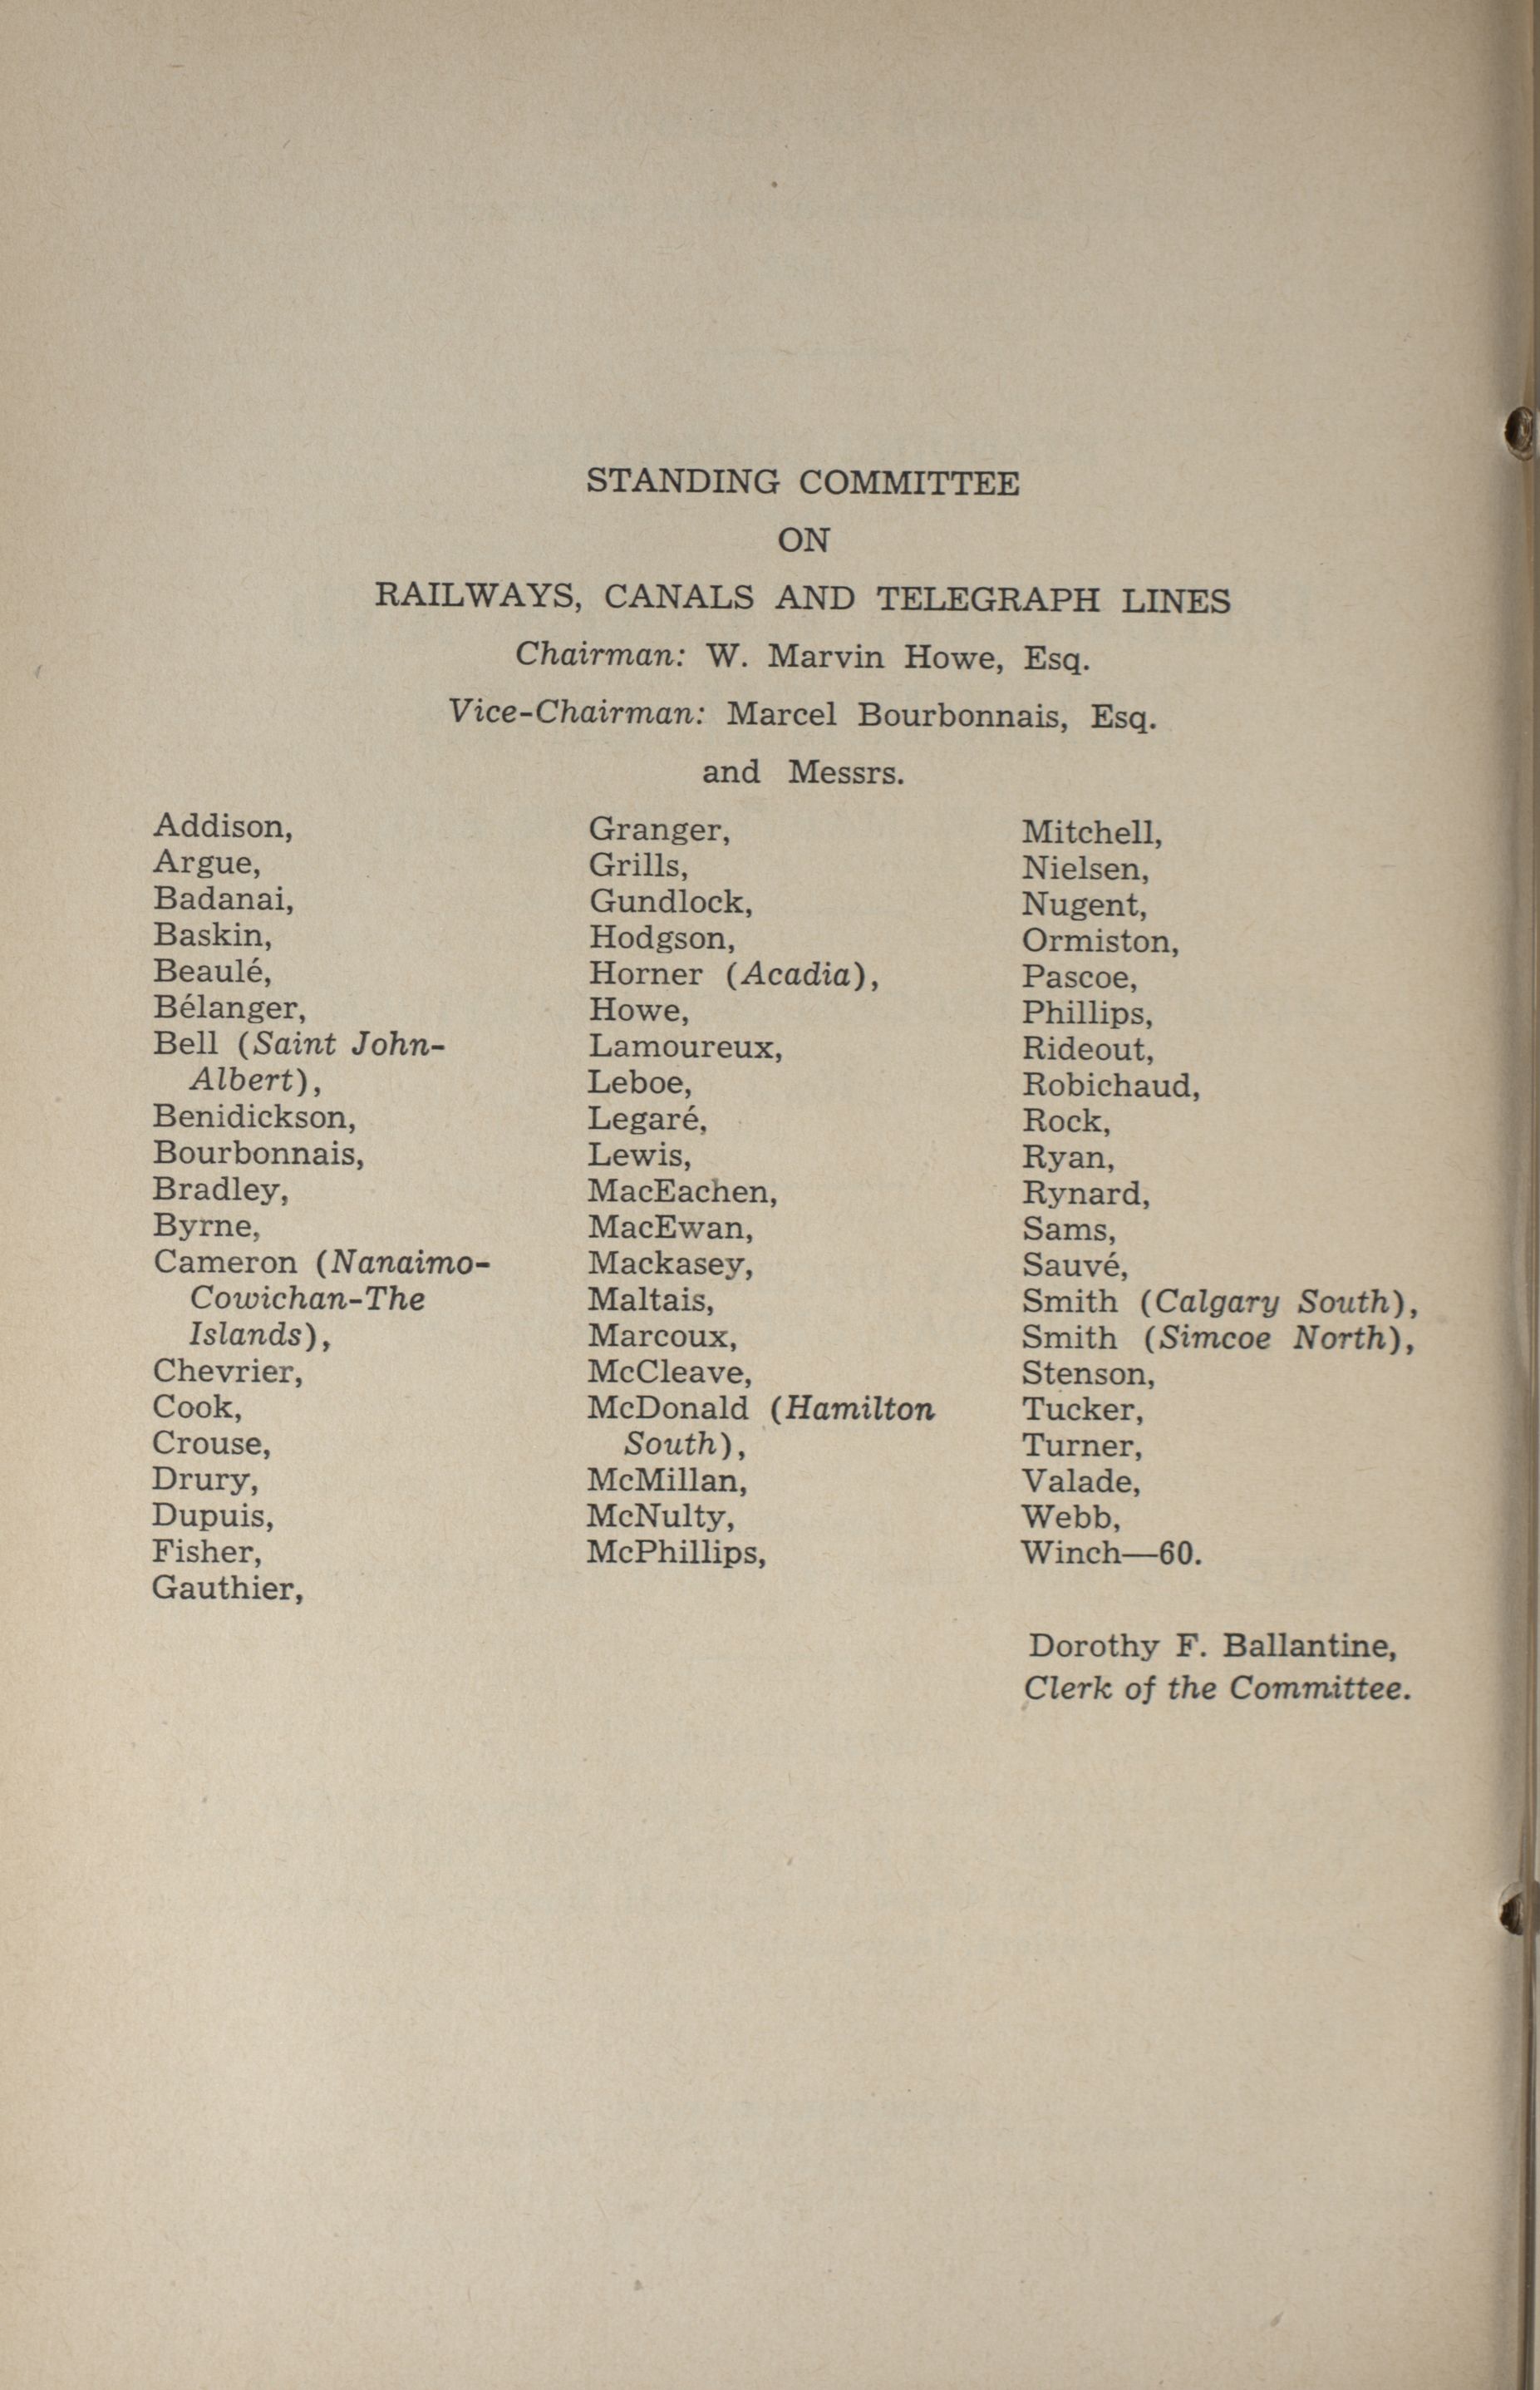 STANDING COMMITTEE
ON
RAILWAYS, CANALS AND TELEGRAPH LINES
Chairman: W. Marvin Howe, Esq.
Vice-Chairman: Marcel Bourbonnais, Esq.
and Messrs.
Addison,
Argue,
Badanai,
Baskin,
Beaulé,
Bélanger,
Bell (Saint John-
Albert),
Benidickson,
Bourbonnais,
Bradley,
Byrne,
Cameron (Nanaimo-
Cowichan-The
Islands),
Chevrier,
Cook,
Crouse,
Drury,
Dupuis,
Fisher,
Gauthier,
Granger,
Grills,
Gundlock,
Hodgson,
Horner (Acadia),
Howe,
Lamoureux,
Leboe,
Legaré,
Lewis,
MacEachen,
MacEwan,
Mackasey,
Maltais,
Marcoux,
McCleave,
McDonald (Hamilton
South),
McMillan,
McNulty,
McPhillips,
Mitchell,
Nielsen,
Nugent,
Ormiston,
Pascoe,
Phillips,
Rideout,
Robichaud,
Rock,
Ryan,
Rynard,
Sams,
Sauvé,
Smith (Calgary South),
Smith (Simcoe North),
Stenson,
Tucker,
Turner,
Valade,
Webb,
Winch—60.
Dorothy F. Ballantine,
Clerk of the Committee.